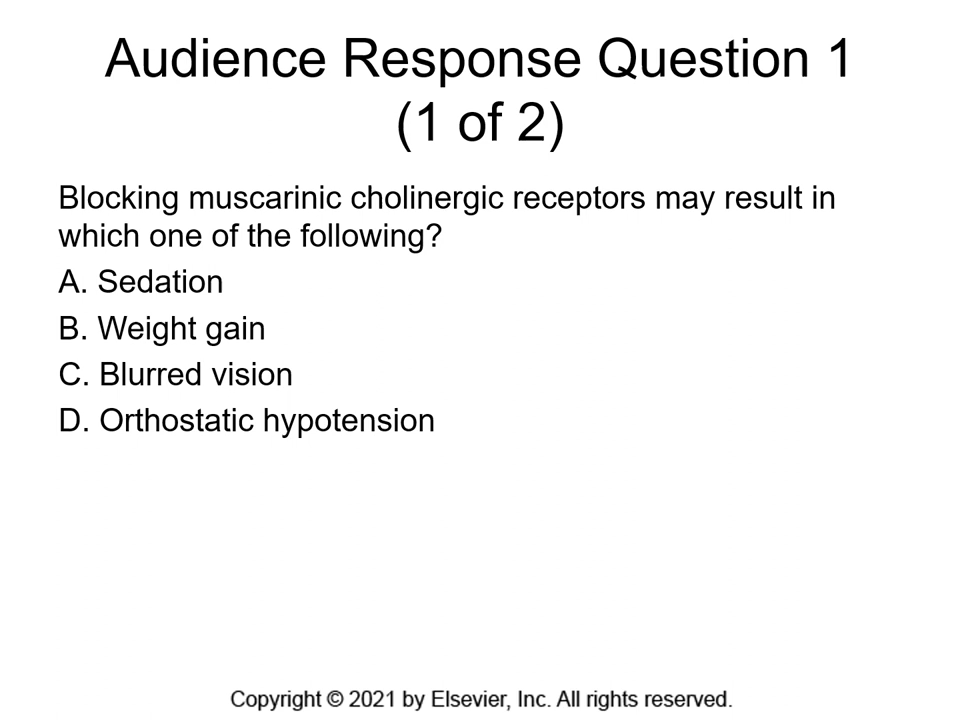 Audience Response Question 1
(1 of 2)
Blocking muscarinic cholinergic receptors may result in
which one of the following?
A. Sedation
B. Weight gain
C. Blurred vision
D. Orthostatic hypotension
Copyright © 2021 by Elsevier, Inc. All rights reserved.